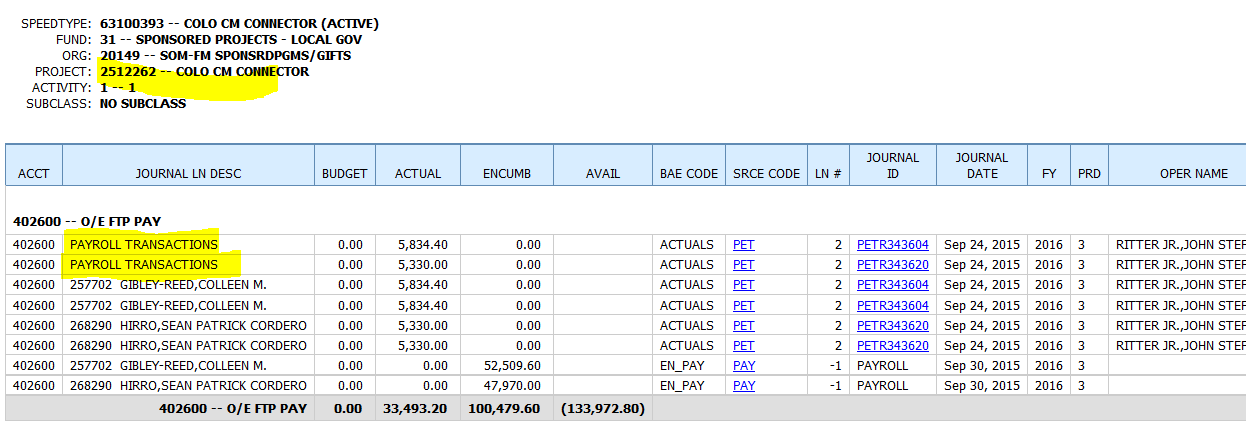 SPEEDTYPE: 63100393 -- COLO CM CONNECTOR (ACTIVE)
FUND: 31 -- SPONSORED PROJECTS - LOCAL GOV
ORG: 20149 -- SOM-FM SPONSRDPGMS/GIFTS
PROJECT: 2512262 -- COLO CM CONNECTOR
ACTIVITY: 1 -- 1
SUBCLASS: NO SUBCLASS
ACCT JOURNAL LN DESC BUDGET ACTUAL ENCUMB AVAIL BAE CODE SRCE CODE LN # JOURNAL ID JOURNAL DATE FY PRD OPER NAME
402600 -- O/E FTP PAY
402600 PAYROLL TRANSACTIONS 0.00 5,834.40 0.00 ACTUALS PET 2 PETR343604 Sep 24, 2015 2016 3 RITTER JR.,JOHN STEF
402600 PAYROLL TRANSACTIONS 0.00 5,330.00 0.00 ACTUALS PET 2 PETR343620 Sep 24, 2015 2016 3 RITTER JR.,JOHN STEF
402600 257702 GIBLEY-REED,COLLEEN M. 0.00 5,834.40 0.00 ACTUALS PET 2 PETR343604 Sep 24, 2015 2016 3 RITTER JR.,JOHN STEF
402600 257702 GIBLEY-REED,COLLEEN M. 0.00 5,834.40 0.00 ACTUALS PET 2 PETR343604 Sep 24, 2015 2016 3 RITTER JR.,JOHN STEF
402600 268290 HIRRO,SEAN PATRICK CORDERO 0.00 5,330.00 0.00 ACTUALS PET 2 PETR343620 Sep 24, 2015 2016 3 RITTER JR.,JOHN STEF
402600 268290 HIRRO,SEAN PATRICK CORDERO 0.00 5,330.00 0.00 ACTUALS PET 2 PETR343620 Sep 24, 2015 2016 3 RITTER JR.,JOHN STEF
402600 257702 GIBLEY-REED,COLLEEN M. 0.00 0.00 52,509.60 EN_PAY PAY -1 PAYROLL Sep 30, 2015 2016 3
402600 268290 HIRRO,SEAN PATRICK CORDERO 0.00 0.00 47,970.00 EN_PAY PAY -1 PAYROLL Sep 30, 2015 2016 3
402600 -- O/E FTP PAY 0.00 33,493.20 100,479.60 (133,972.80)